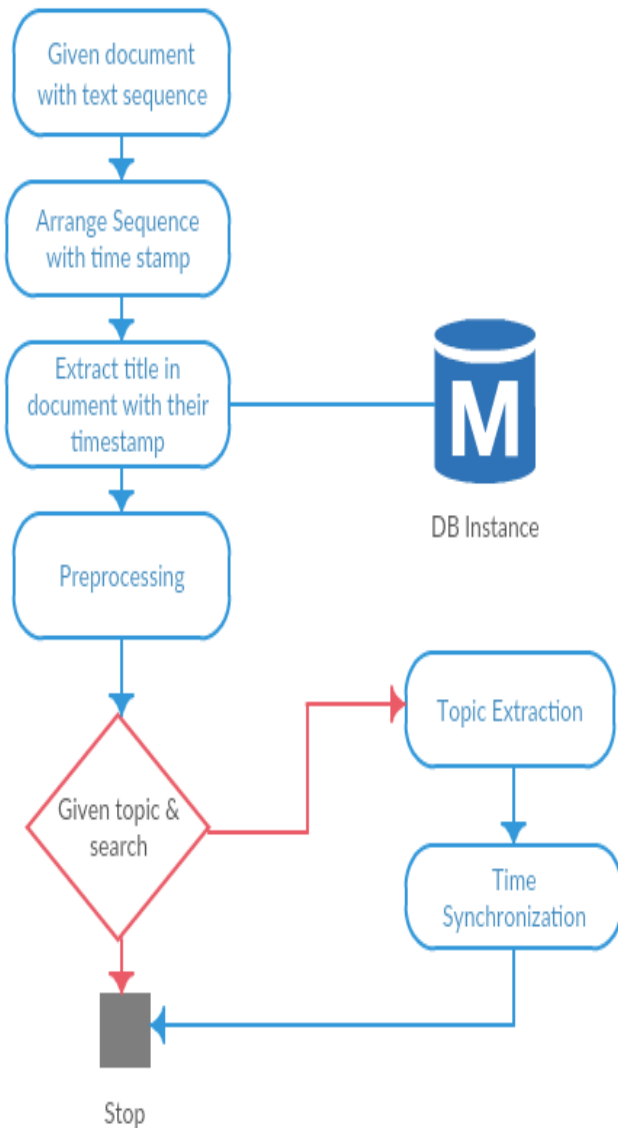 Given document
with text sequence
Arrange Sequence
with time stamp
Extract title in
document with their
timestamp
M
DB Instance
Preprocessing
Topic Extraction
Given topic &
search
Time
Synchronization
Stop